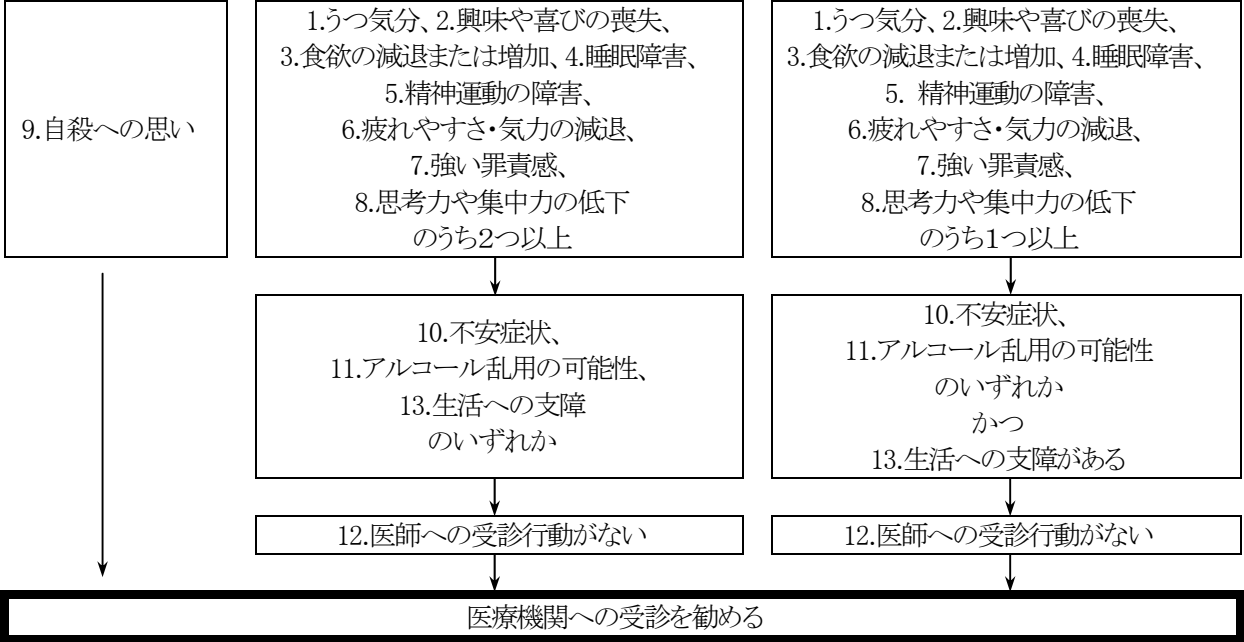 9.自殺への思い
1.うつ気分、2.興味や喜びの喪失、
3.食欲の減退または増加、4.睡眠障害、
5.精神運動の障害、
6.疲れやすさ・気力の減退、
7.強い罪責感、
8.思考力や集中力の低下
のうち2つ以上
10.不安症状、
11.アルコール乱用の可能性、
13.生活への支障
のいずれか
12.医師への受診行動がない
1.うつ気分、2.興味や喜びの喪失、
3.食欲の減退または増加、4.睡眠障害、
5. 精神運動の障害、
6.疲れやすさ・気力の減退、
7.強い罪責感、
8.思考力や集中力の低下
のうち1つ以上
10.不安症状、
11.アルコール乱用の可能性
のいずれか
かつ
13.生活への支障がある
12.医師への受診行動がない
医療機関への受診を勧める